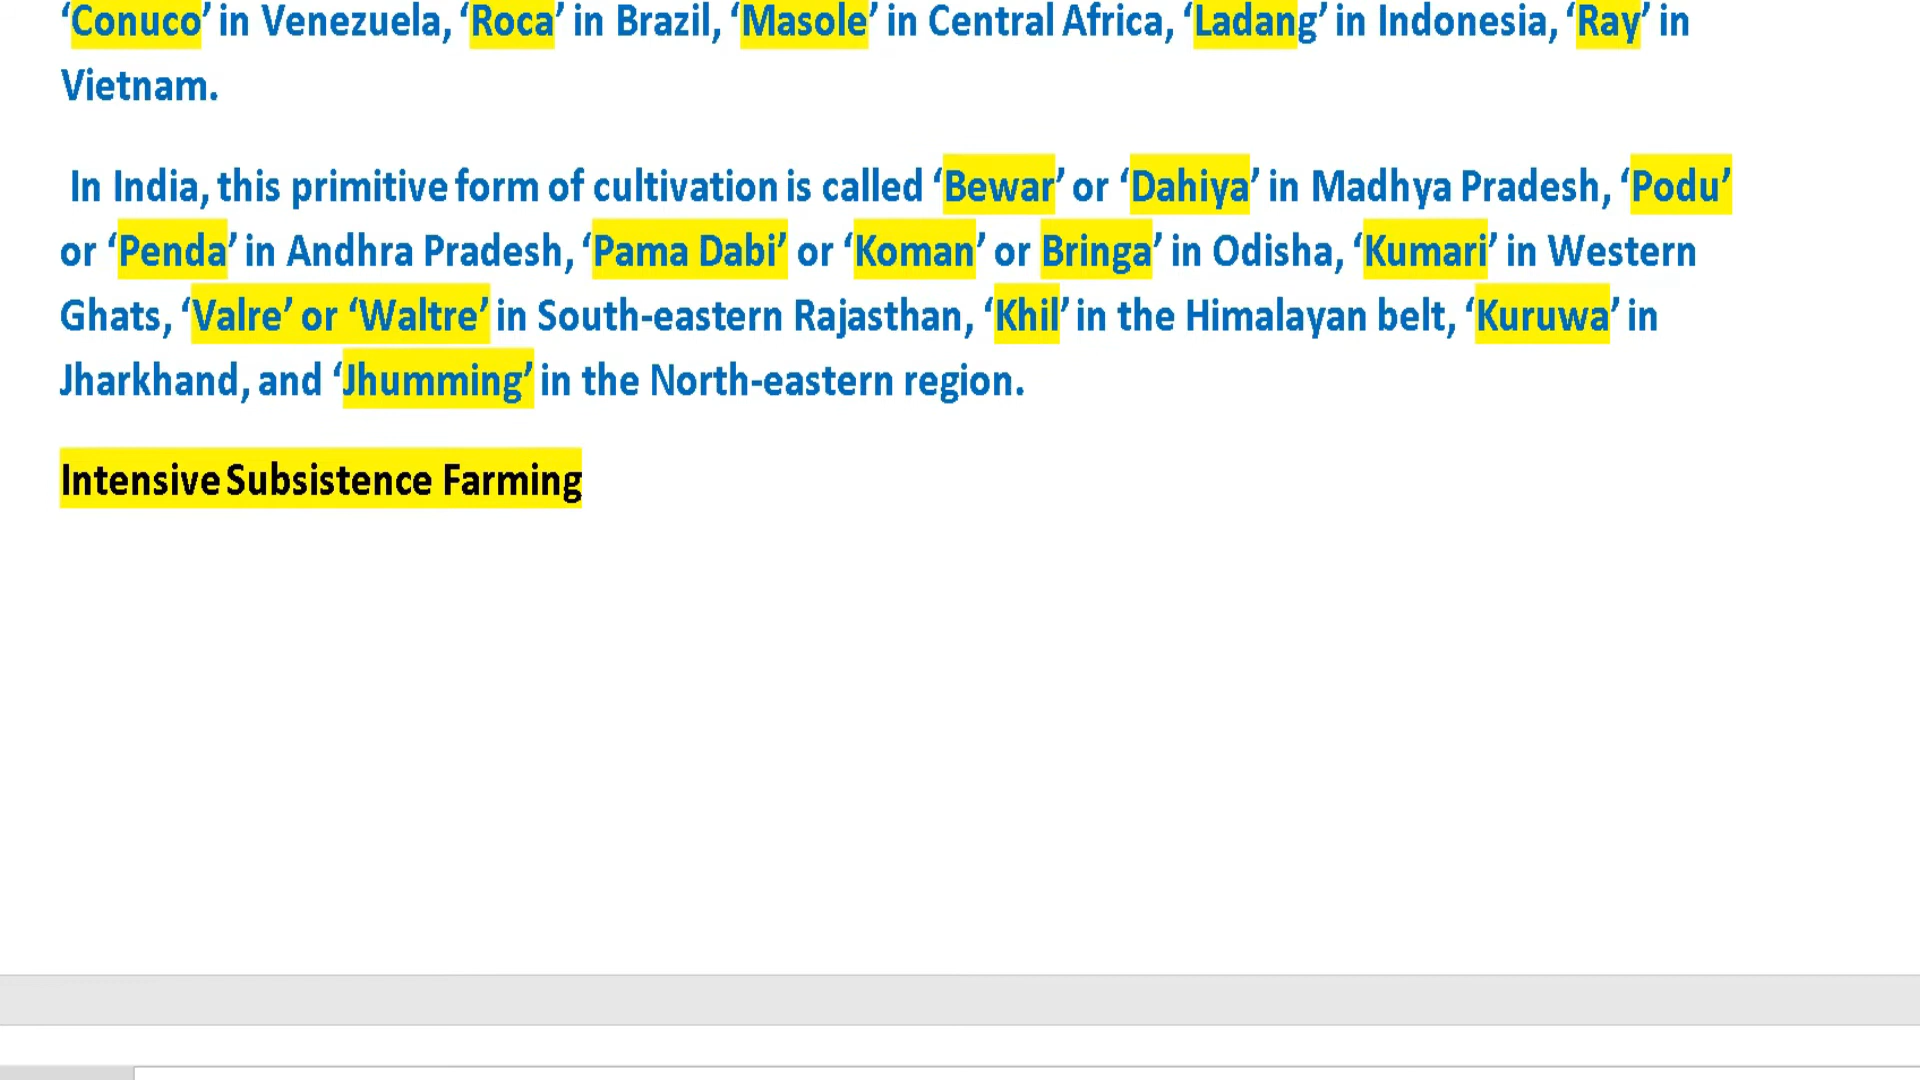 ‘Conuco’ in Venezuela, ‘Roca’ in Brazil, ‘Masole’ in Central Africa, ‘Ladang’ in Indonesia, ‘Ray’ in
Vietnam.
In India, this primitive form of cultivation is called ‘Bewar’ or ‘Dahiya’ in Madhya Pradesh, ‘Podu’
or ‘Penda’ in Andhra Pradesh, ‘Pama Dabi’ or ‘Koman’ or Bringa’ in Odisha, ‘Kumari’ in Western
Ghats, ‘Valre’ or ‘Waltre’ in South-eastern Rajasthan, ‘Khil’ in the Himalayan belt, ‘Kuruwa’ in
Jharkhand, and ‘Jhumming’ in the North-eastern region.
Intensive Subsistence Farming